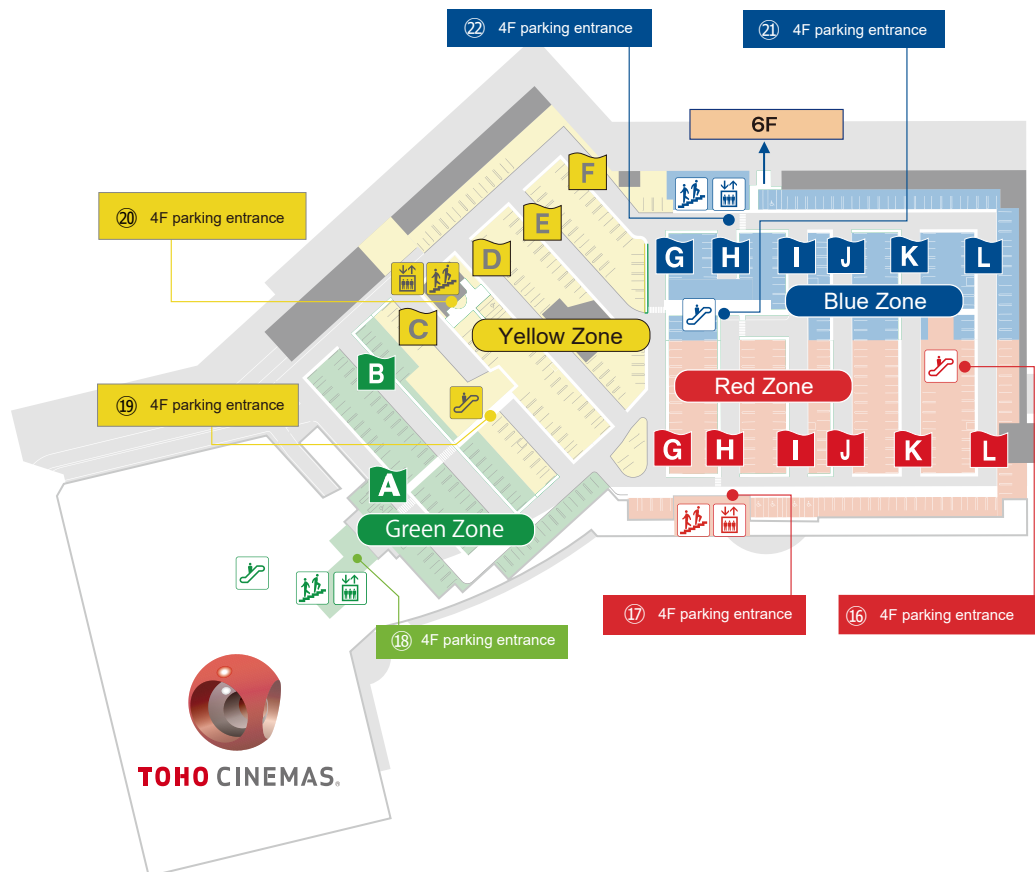 ㉒ 4F parking entrance
㉑ 4F parking entrance
6F
F
⑳ 4F parking entrance
E
D
G H I J K L
Blue Zone
C
Yellow Zone
B
Red Zone
⑲ 4F parking entrance
G H I J K L
A
Green Zone
⑰ 4F parking entrance
⑯ 4F parking entrance
⑱ 4F parking entrance
TOHO CINEMAS®